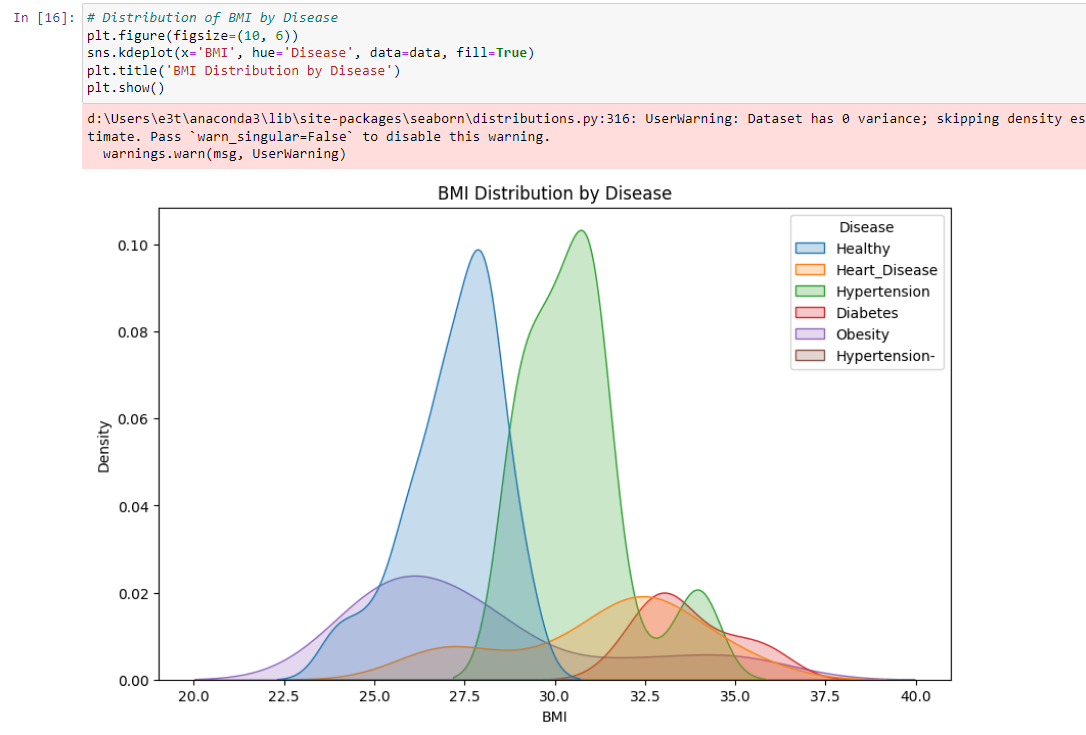 In [16]:
# Distribution of BMI by Disease
plt.figure(figsize=(10, 6))
sns.kdeplot(x='BMI', hue='Disease', data=data, fill=True)
plt.title('BMI Distribution by Disease')
plt.show()
d:\Users\e3t\anaconda3\lib\site-packages\seaborn\distributions.py:316: UserWarning: Dataset has 0 variance; skipping density es
timate. Pass `warn_singular=False` to disable this warning.
  warnings.warn(msg, UserWarning)
BMI Distribution by Disease
Disease
Healthy
Heart_Disease
Hypertension
Diabetes
Obesity
Hypertension-
0.10
0.08
0.06
0.04
0.02
0.00
Density
20.0 22.5 25.0 27.5 30.0 32.5 35.0 37.5 40.0
BMI